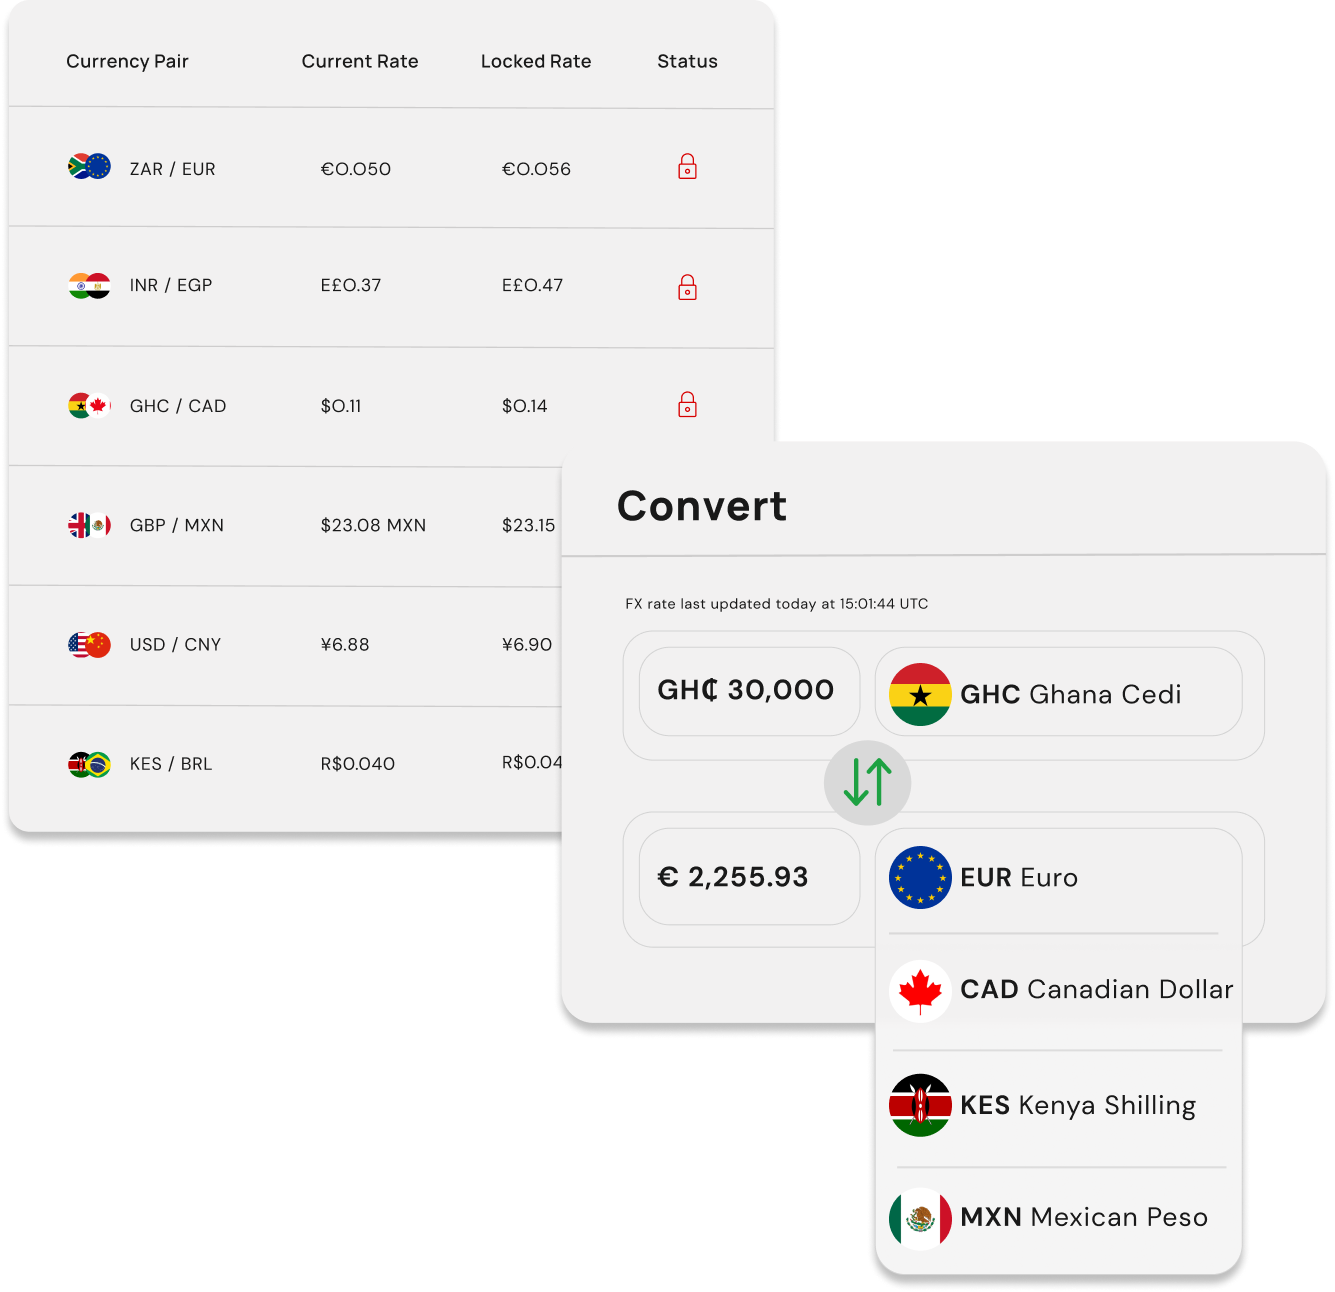 Currency Pair Current Rate Locked Rate Status
ZAR / EUR €0.050 €0.056
INR / EGP E£0.37 E£0.47
GHC / CAD $0.11 $0.14
GBP / MXN $23.08 MXN $23.15
USD / CNY ¥6.88 ¥6.90
KES / BRL R$0.040 R$0.04
Convert
FX rate last updated today at 15:01:44 UTC
GH₵ 30,000 GHC Ghana Cedi
€ 2,255.93 EUR Euro
CAD Canadian Dollar
KES Kenya Shilling
MXN Mexican Peso